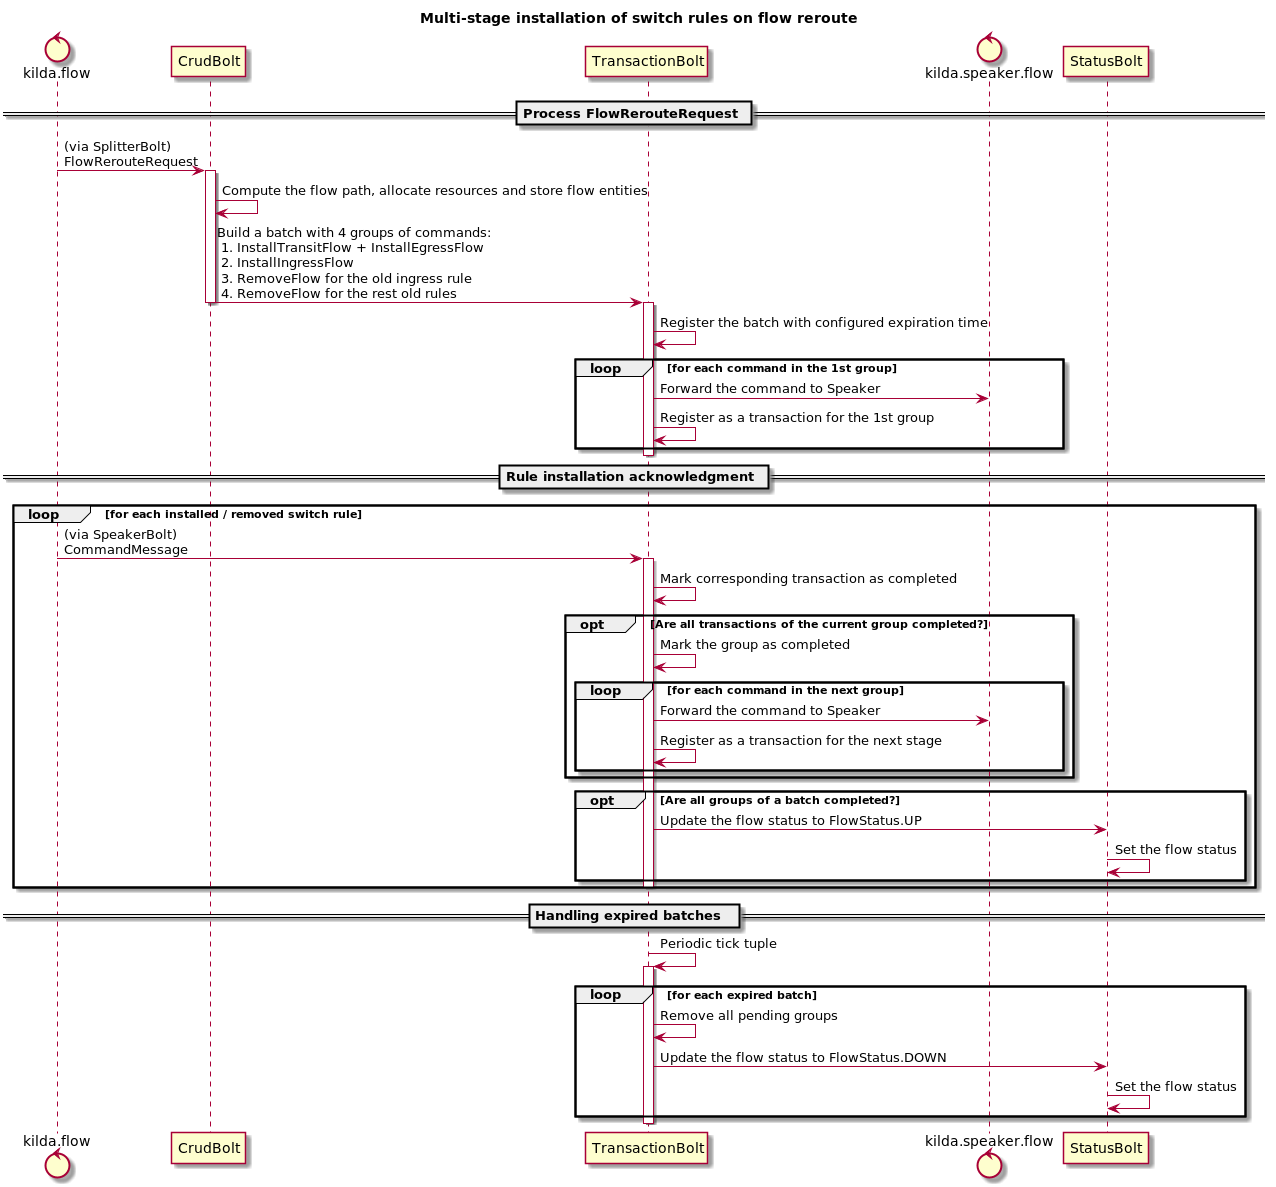 Multi-stage installation of switch rules on flow reroute
kilda.flow
CrudBolt
TransactionBolt
kilda.speaker.flow
StatusBolt
Process FlowRerouteRequest
(via SplitterBolt)
FlowRerouteRequest
Compute the flow path, allocate resources and store flow entities
Build a batch with 4 groups of commands:
1. InstallTransitFlow + InstallEgressFlow
2. InstallIngressFlow
3. RemoveFlow for the old ingress rule
4. RemoveFlow for the rest old rules
Register the batch with configured expiration time
loop
[for each command in the 1st group]
Forward the command to Speaker
Register as a transaction for the 1st group
Rule installation acknowledgment
loop
[for each installed / removed switch rule]
(via SpeakerBolt)
CommandMessage
Mark corresponding transaction as completed
opt
[Are all transactions of the current group completed?]
Mark the group as completed
loop
[for each command in the next group]
Forward the command to Speaker
Register as a transaction for the next stage
opt
[Are all groups of a batch completed?]
Update the flow status to FlowStatus.UP
Set the flow status
Handling expired batches
Periodic tick tuple
loop
[for each expired batch]
Remove all pending groups
Update the flow status to FlowStatus.DOWN
Set the flow status
kilda.flow
CrudBolt
TransactionBolt
kilda.speaker.flow
StatusBolt